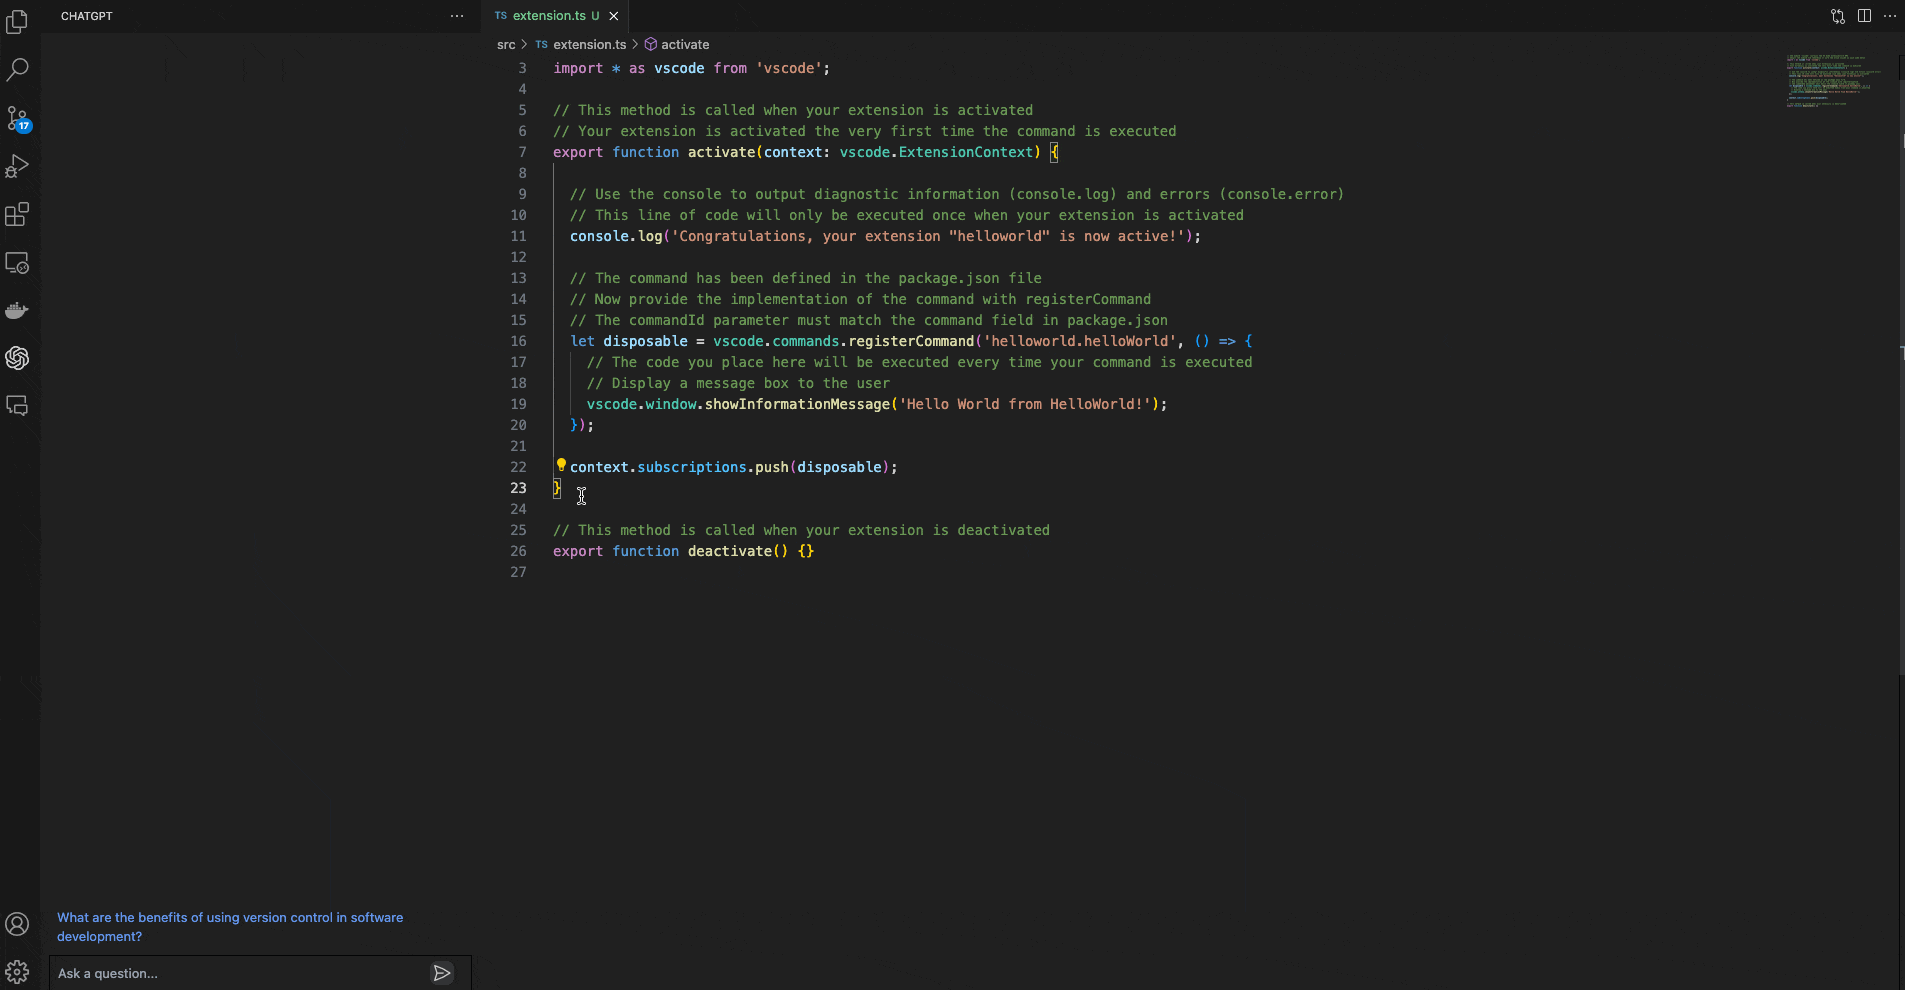 CHATGPT
TS extension.ts U
src > TS extension.ts > activate
17
3 import * as vscode from 'vscode';
4
5 // This method is called when your extension is activated
6 // Your extension is activated the very first time the command is executed
7 export function activate(context: vscode.ExtensionContext) {
8
9 // Use the console to output diagnostic information (console.log) and errors (console.error)
10 // This line of code will only be executed once when your extension is activated
11 console.log('Congratulations, your extension "helloworld" is now active!');
12
13 // The command has been defined in the package.json file
14 // Now provide the implementation of the command with registerCommand
15 // The commandId parameter must match the command field in package.json
16 let disposable = vscode.commands.registerCommand('helloworld.helloWorld', () => {
17 // The code you place here will be executed every time your command is executed
18 // Display a message box to the user
19 vscode.window.showInformationMessage('Hello World from HelloWorld!');
20 });
21
22 context.subscriptions.push(disposable);
23 }
24
25 // This method is called when your extension is deactivated
26 export function deactivate() {}
27
What are the benefits of using version control in software
development?
Ask a question...